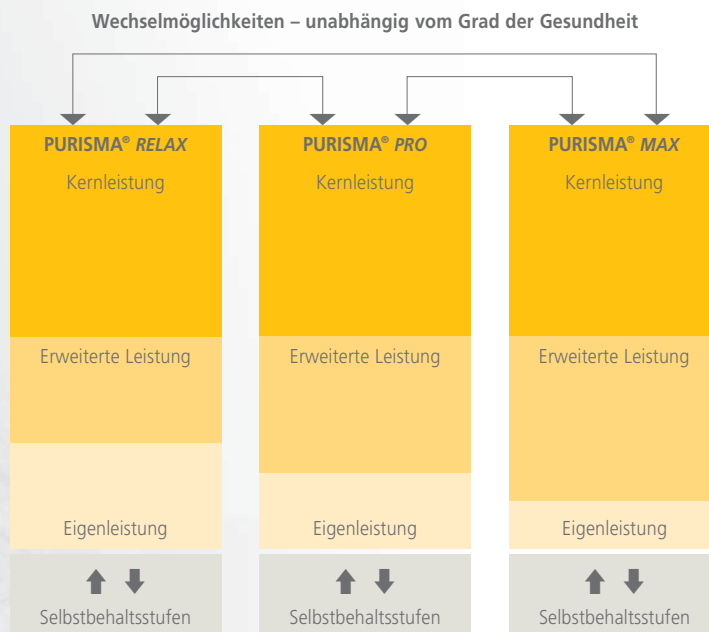 Wechselmöglichkeiten – unabhängig vom Grad der Gesundheit
PURISMA® RELAX
Kernleistung
Erweiterte Leistung
Eigenleistung
Selbstbehaltsstufen
PURISMA® PRO
Kernleistung
Erweiterte Leistung
Eigenleistung
Selbstbehaltsstufen
PURISMA® MAX
Kernleistung
Erweiterte Leistung
Eigenleistung
Selbstbehaltsstufen